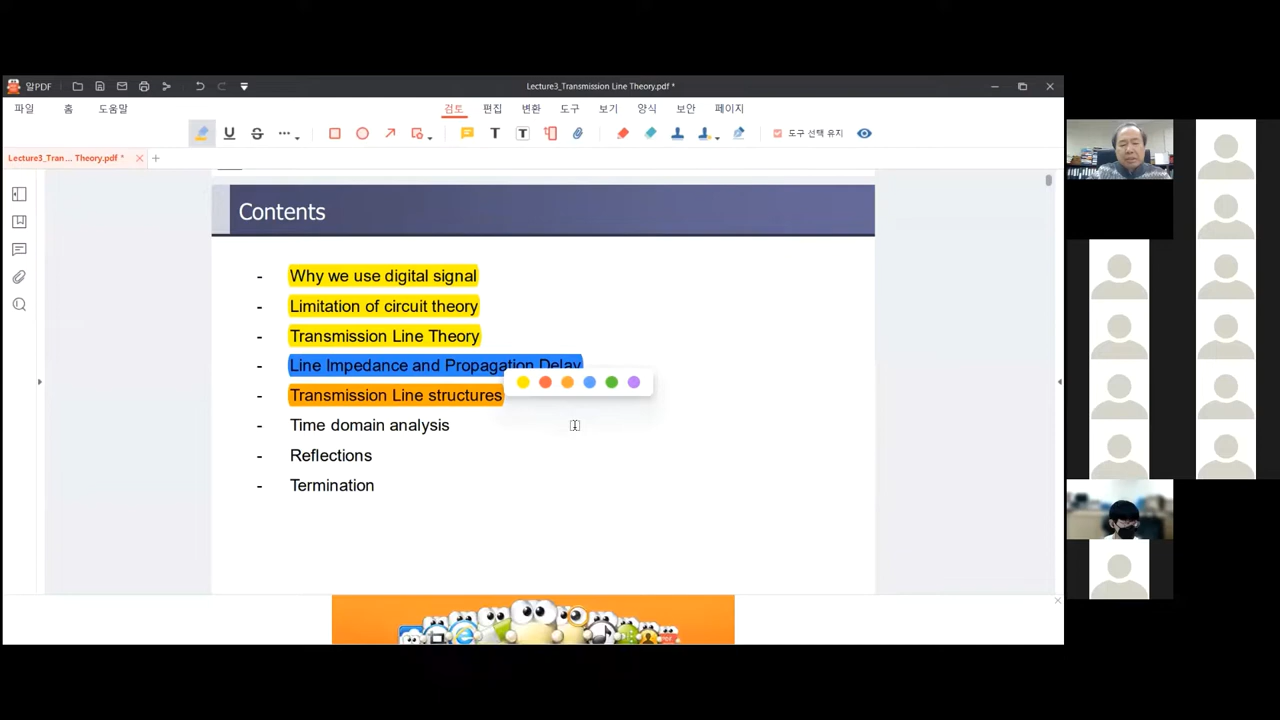 알PDF
Lecture3_Transmission Line Theory.pdf *
파일 홈 도움말 검토 편집 변환 도구 보기 양식 보안 페이지
도구 선택 유지
Lecture3_Tran... Theory.pdf *
Contents
- Why we use digital signal
- Limitation of circuit theory
- Transmission Line Theory
- Line Impedance and Propagation Delay
- Transmission Line structures
- Time domain analysis
- Reflections
- Termination